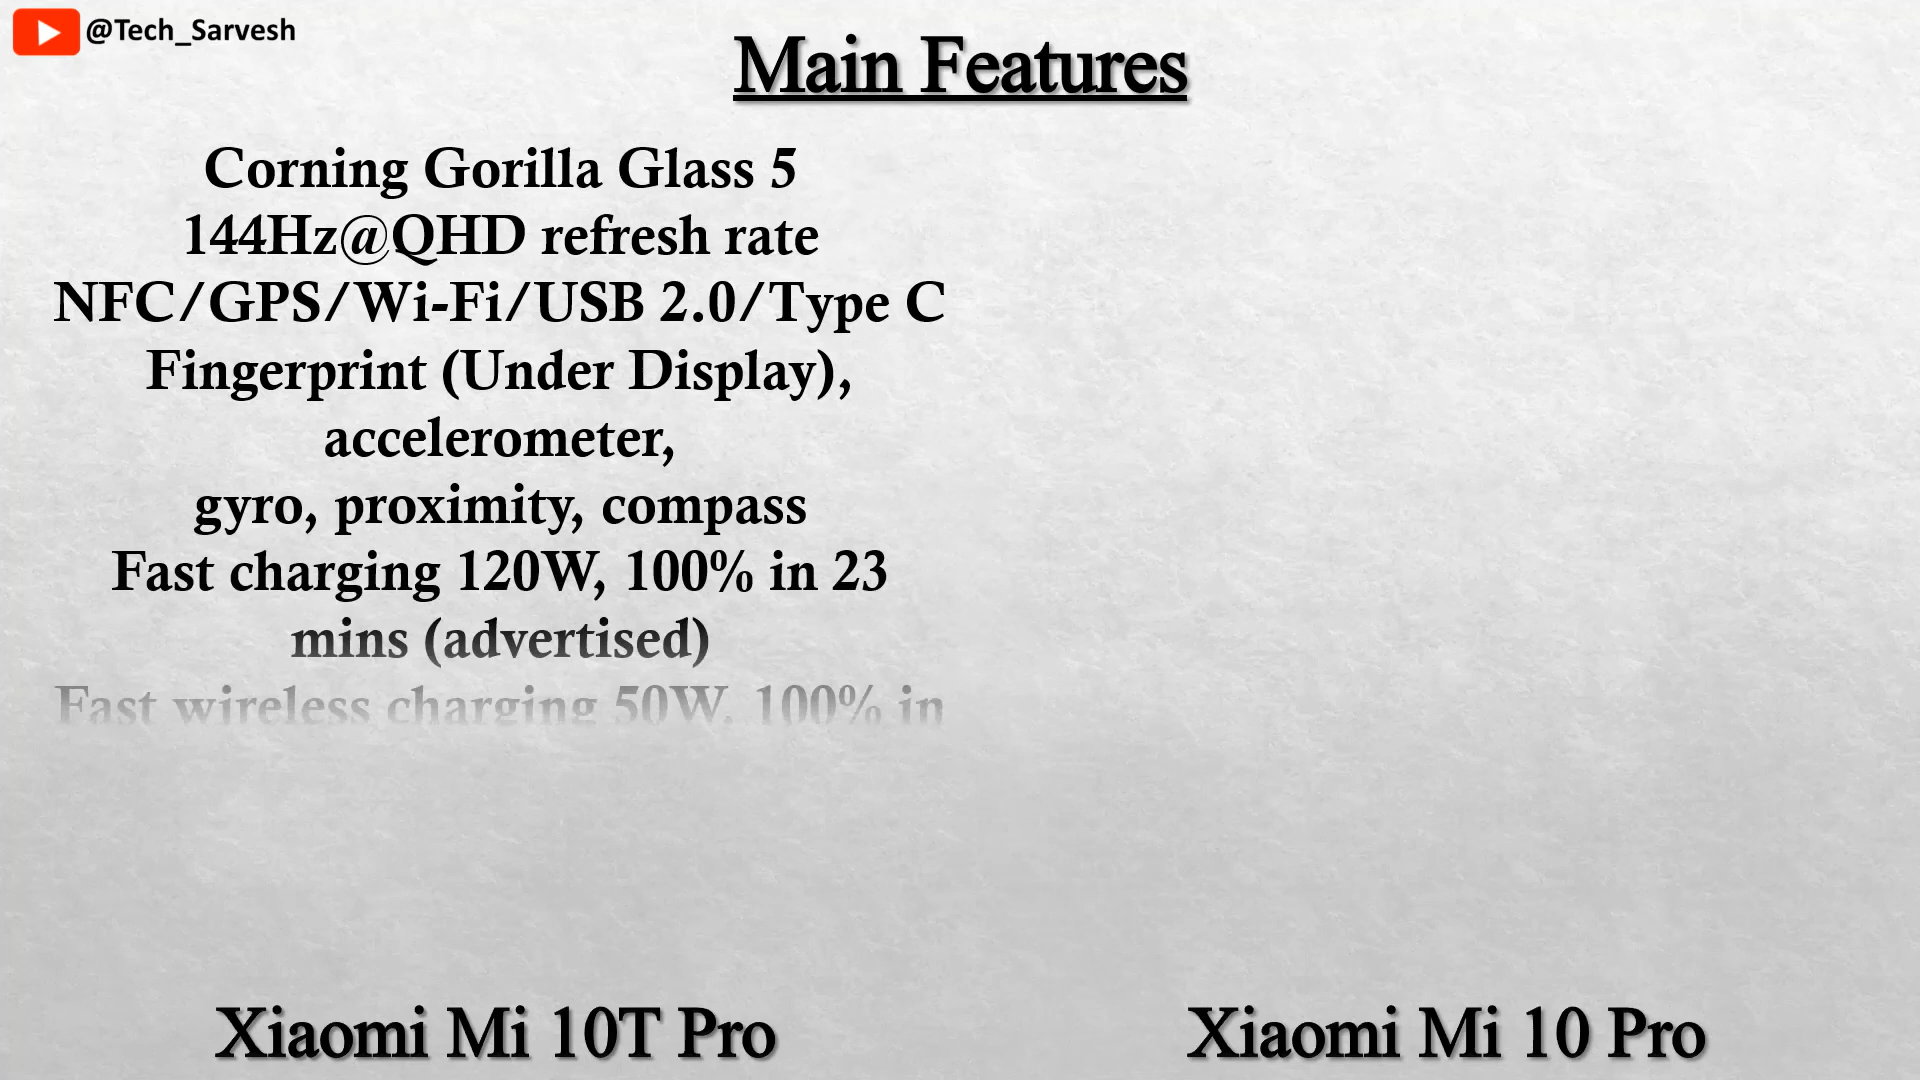 @Tech_Sarvesh
Main Features
Corning Gorilla Glass 5
144Hz@QHD refresh rate
NFC/GPS/Wi-Fi/USB 2.0/Type C
Fingerprint (Under Display),
accelerometer,
gyro, proximity, compass
Fast charging 120W, 100% in 23
mins (advertised)
Fast wireless charging 50W, 100% in
Xiaomi Mi 10T Pro
Xiaomi Mi 10 Pro